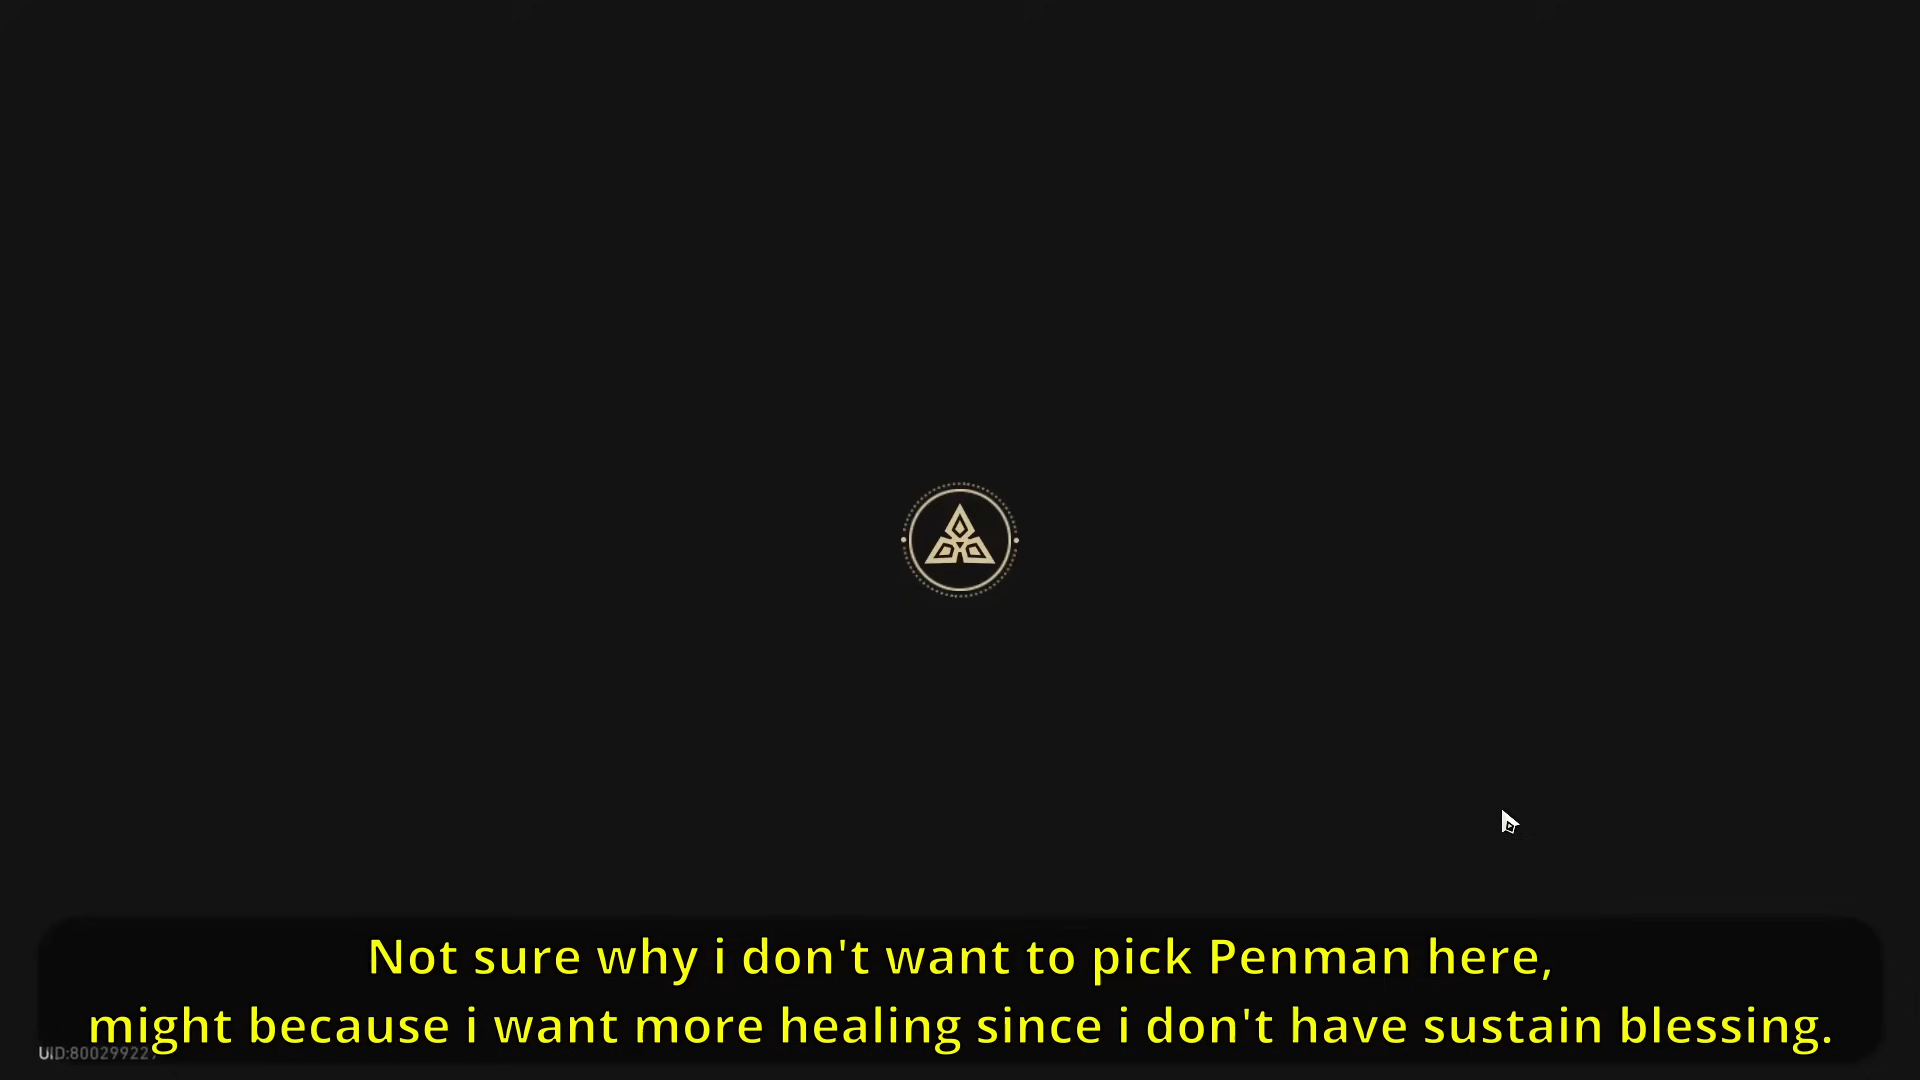 Not sure why i don't want to pick Penman here,
might because i want more healing since i don't have sustain blessing.